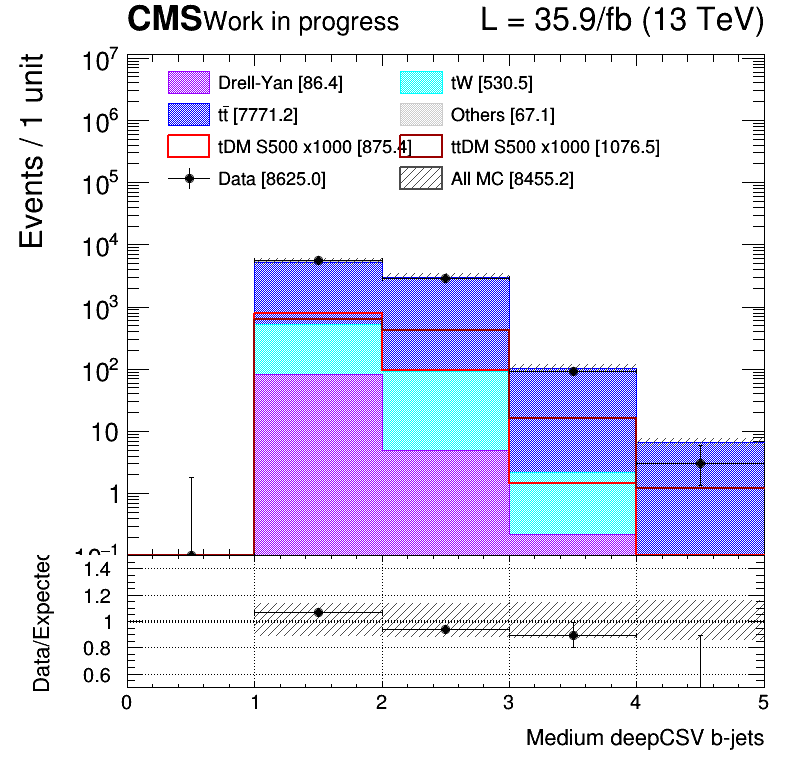 CMS Work in progress L = 35.9/fb (13 TeV)
Events / 1 unit
10⁷
10⁶
10⁵
10⁴
10³
10²
10
1
10⁻¹
Drell-Yan [86.4] tW [530.5]
tt̄ [7771.2] Others [67.1]
tDM S500 x1000 [875.4] ttDM S500 x1000 [1076.5]
Data [8625.0] All MC [8455.2]
Data/Expected
1.4
1.2
1
0.8
0.6
0 1 2 3 4 5
Medium deepCSV b-jets